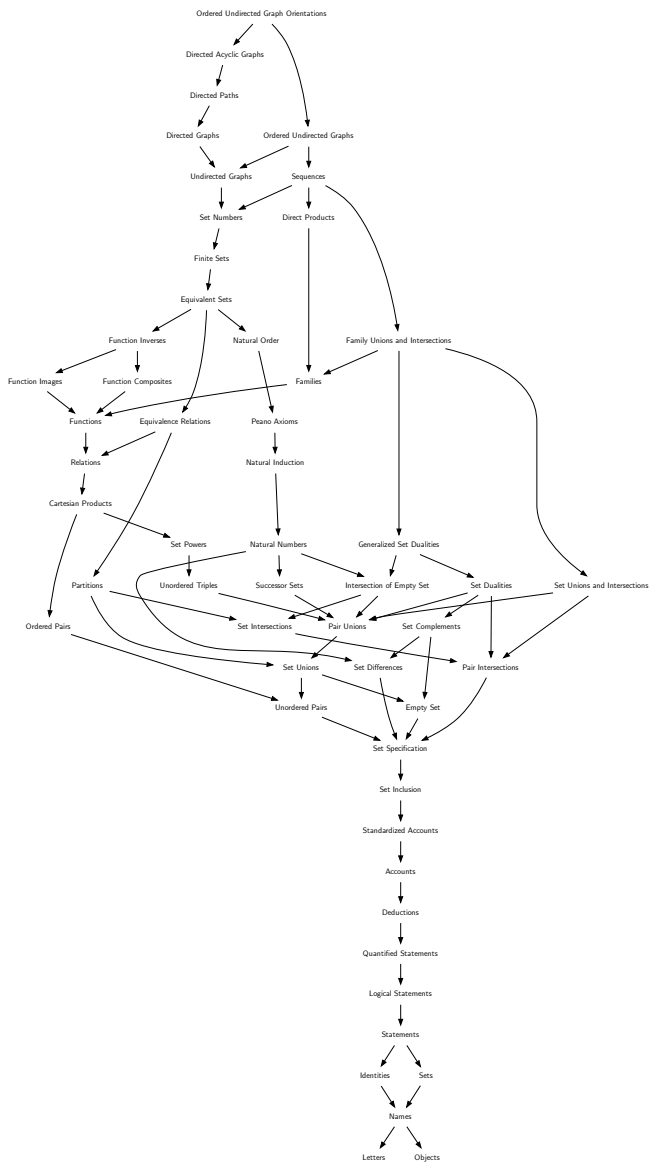 Ordered Undirected Graph Orientations
Directed Acyclic Graphs
Directed Paths
Directed Graphs
Ordered Undirected Graphs
Undirected Graphs
Sequences
Set Numbers
Direct Products
Finite Sets
Equivalent Sets
Function Inverses
Natural Order
Family Unions and Intersections
Function Images
Function Composites
Families
Functions
Equivalence Relations
Peano Axioms
Relations
Natural Induction
Cartesian Products
Set Powers
Natural Numbers
Generalized Set Dualities
Partitions
Unordered Triples
Successor Sets
Intersection of Empty Set
Set Dualities
Set Unions and Intersections
Ordered Pairs
Set Intersections
Pair Unions
Set Complements
Set Unions
Set Differences
Pair Intersections
Unordered Pairs
Empty Set
Set Specification
Set Inclusion
Standardized Accounts
Accounts
Deductions
Quantified Statements
Logical Statements
Statements
Identities
Sets
Names
Letters
Objects